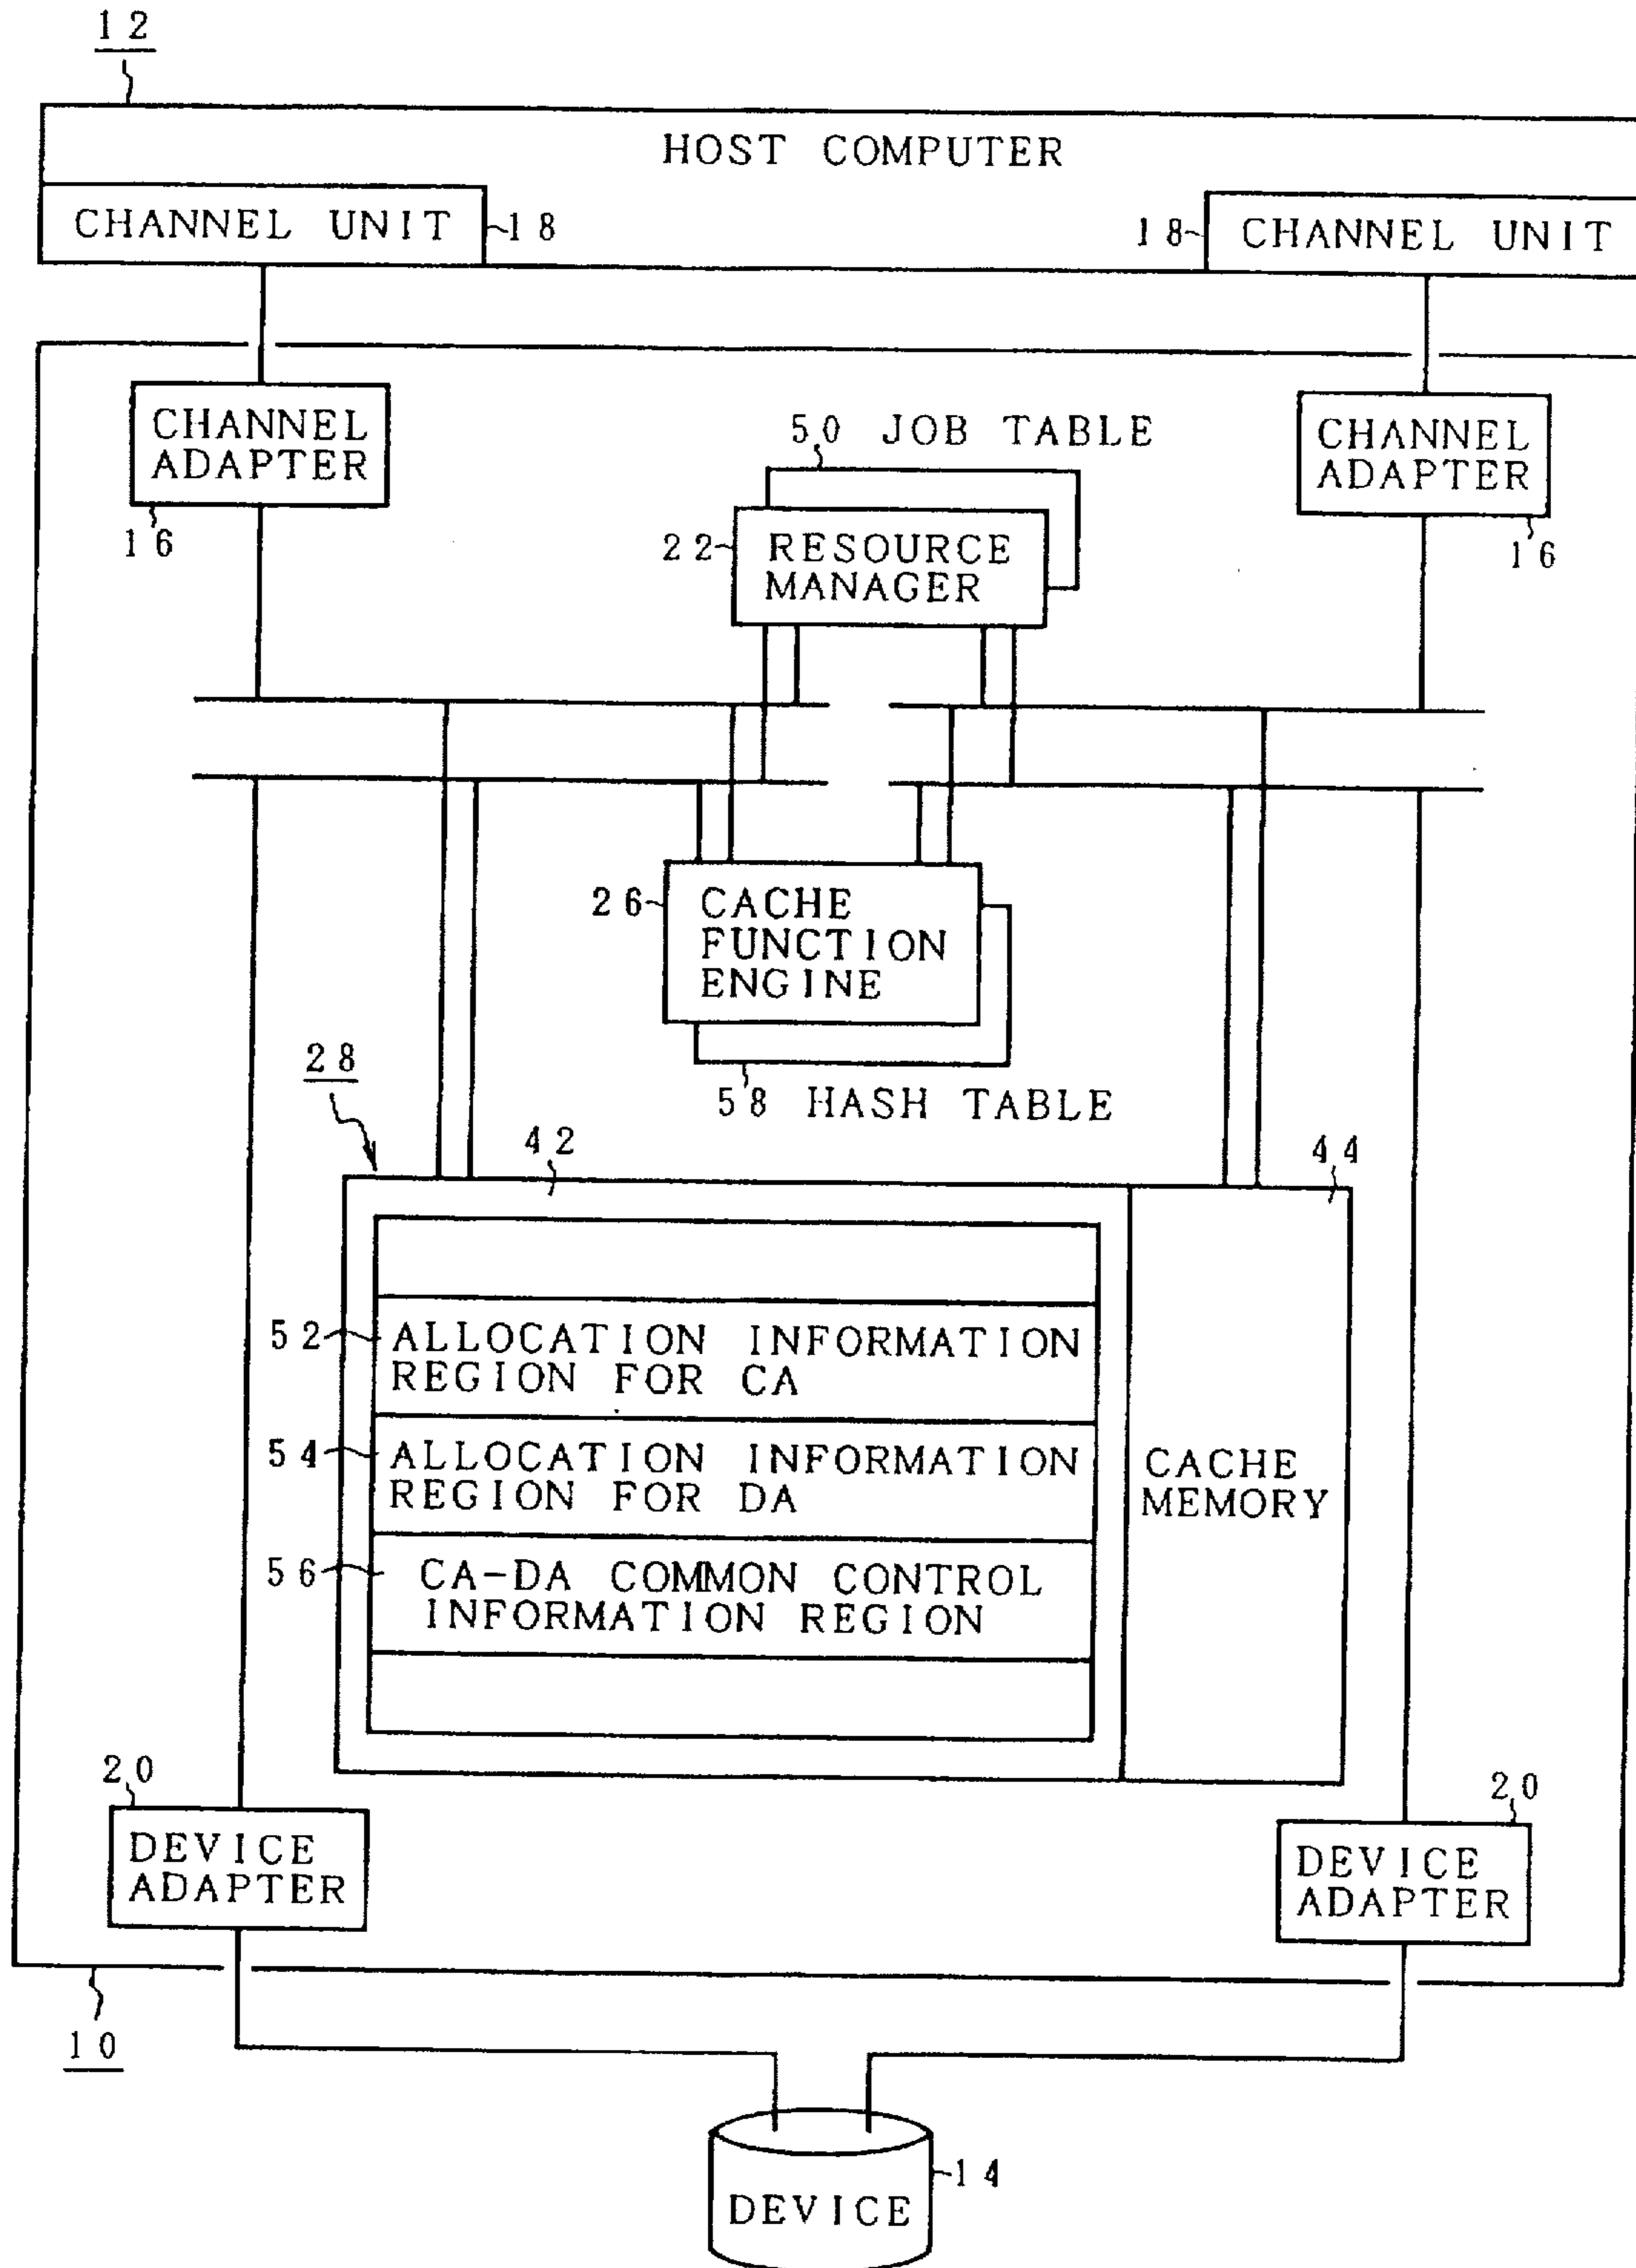 12
HOST COMPUTER
CHANNEL UNIT
18
18
CHANNEL UNIT
CHANNEL
ADAPTER
16
50 JOB TABLE
22
RESOURCE
MANAGER
CHANNEL
ADAPTER
16
26
CACHE
FUNCTION
ENGINE
58 HASH TABLE
28
42
44
52
ALLOCATION INFORMATION
REGION FOR CA
54
ALLOCATION INFORMATION
REGION FOR DA
56
CA-DA COMMON CONTROL
INFORMATION REGION
CACHE
MEMORY
20
DEVICE
ADAPTER
20
DEVICE
ADAPTER
10
14
DEVICE